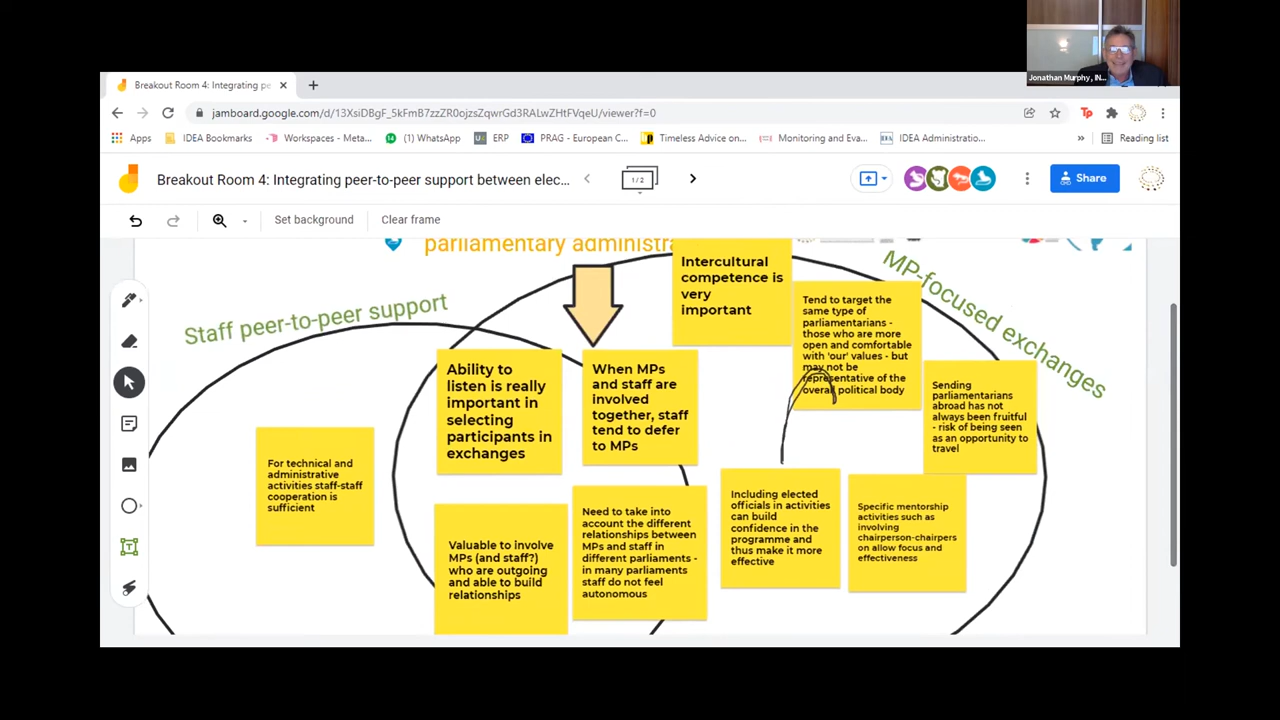 Jonathan Murphy, IN...
Breakout Room 4: Integrating pe
jamboard.google.com/d/13XsiDBgF_5kFmB7zzZR0ojzsZqwrGd3RALwZHtFVqeU/viewer?f=0
Apps
IDEA Bookmarks
Workspaces - Meta...
(1) WhatsApp
ERP
PRAG - European C...
Timeless Advice on...
Monitoring and Eva...
IDEA Administratio...
»
Reading list
Breakout Room 4: Integrating peer-to-peer support between elec...
1/2
Share
Set background
Clear frame
parliamentary administra
Staff peer-to-peer support
MP-focused exchanges
Intercultural
competence is
very
important
Tend to target the
same type of
parliamentarians -
those who are more
open and comfortable
with 'our' values - but
may not be
representative of the
overall political body
Ability to
listen is really
important in
selecting
participants in
exchanges
When MPs
and staff are
involved
together, staff
tend to defer
to MPs
Sending
parliamentarians
abroad has not
always been fruitful
- risk of being seen
as an opportunity to
travel
For technical and
administrative
activities staff-staff
cooperation is
sufficient
Valuable to involve
MPs (and staff?)
who are outgoing
and able to build
relationships
Need to take into
account the different
relationships between
MPs and staff in
different parliaments -
in many parliaments
staff do not feel
autonomous
Including elected
officials in activities
can build
confidence in the
programme and
thus make it more
effective
Specific mentorship
activities such as
involving
chairperson-chairpers
on allow focus and
effectiveness